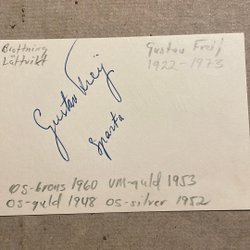 Brottning
Lättvikt
Gustav Freij
1922-1973
Gustav Freij
Sparta
OS-brons 1960 VM-guld 1953
OS-guld 1948 OS-silver 1952